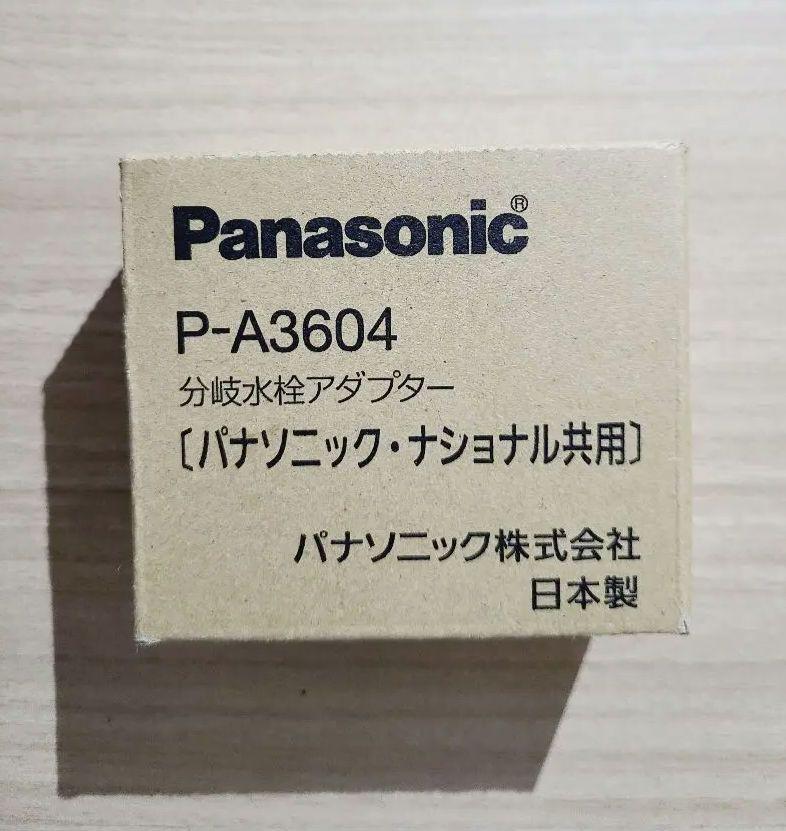 Panasonic®
P-A3604
分岐水栓アダプター
〔パナソニック・ナショナル共用〕
パナソニック株式会社
日本製